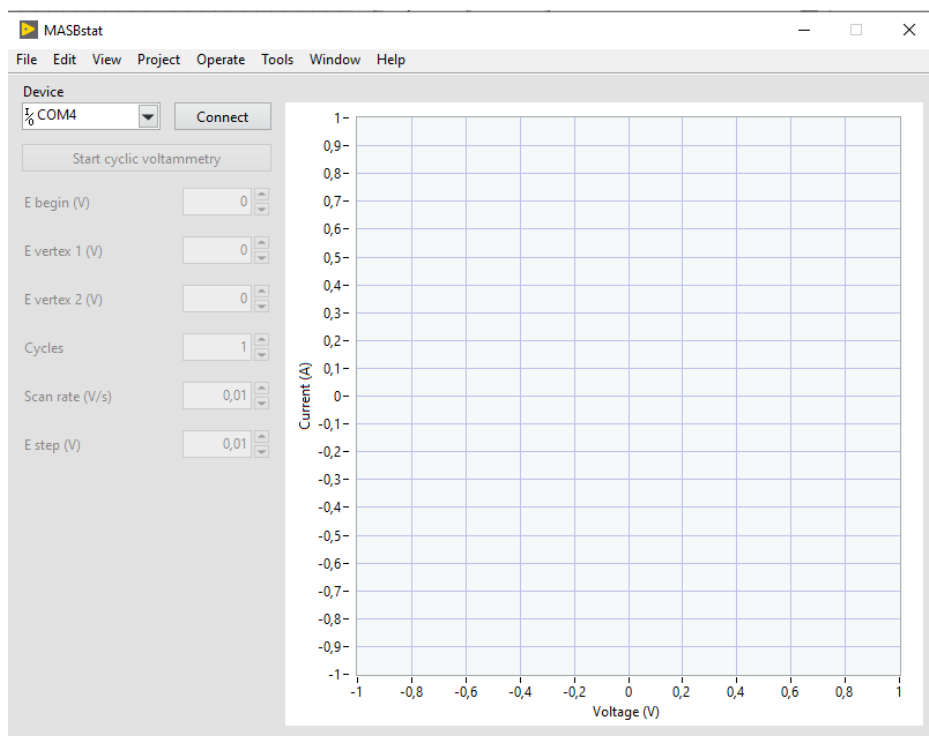 MASBstat
File Edit View Project Operate Tools Window Help
Device
COM4 Connect
Start cyclic voltammetry
E begin (V) 0
E vertex 1 (V) 0
E vertex 2 (V) 0
Cycles 1
Scan rate (V/s) 0,01
E step (V) 0,01
Current (A)
1
0,9
0,8
0,7
0,6
0,5
0,4
0,3
0,2
0,1
0
-0,1
-0,2
-0,3
-0,4
-0,5
-0,6
-0,7
-0,8
-0,9
-1
-1 -0,8 -0,6 -0,4 -0,2 0 0,2 0,4 0,6 0,8 1
Voltage (V)